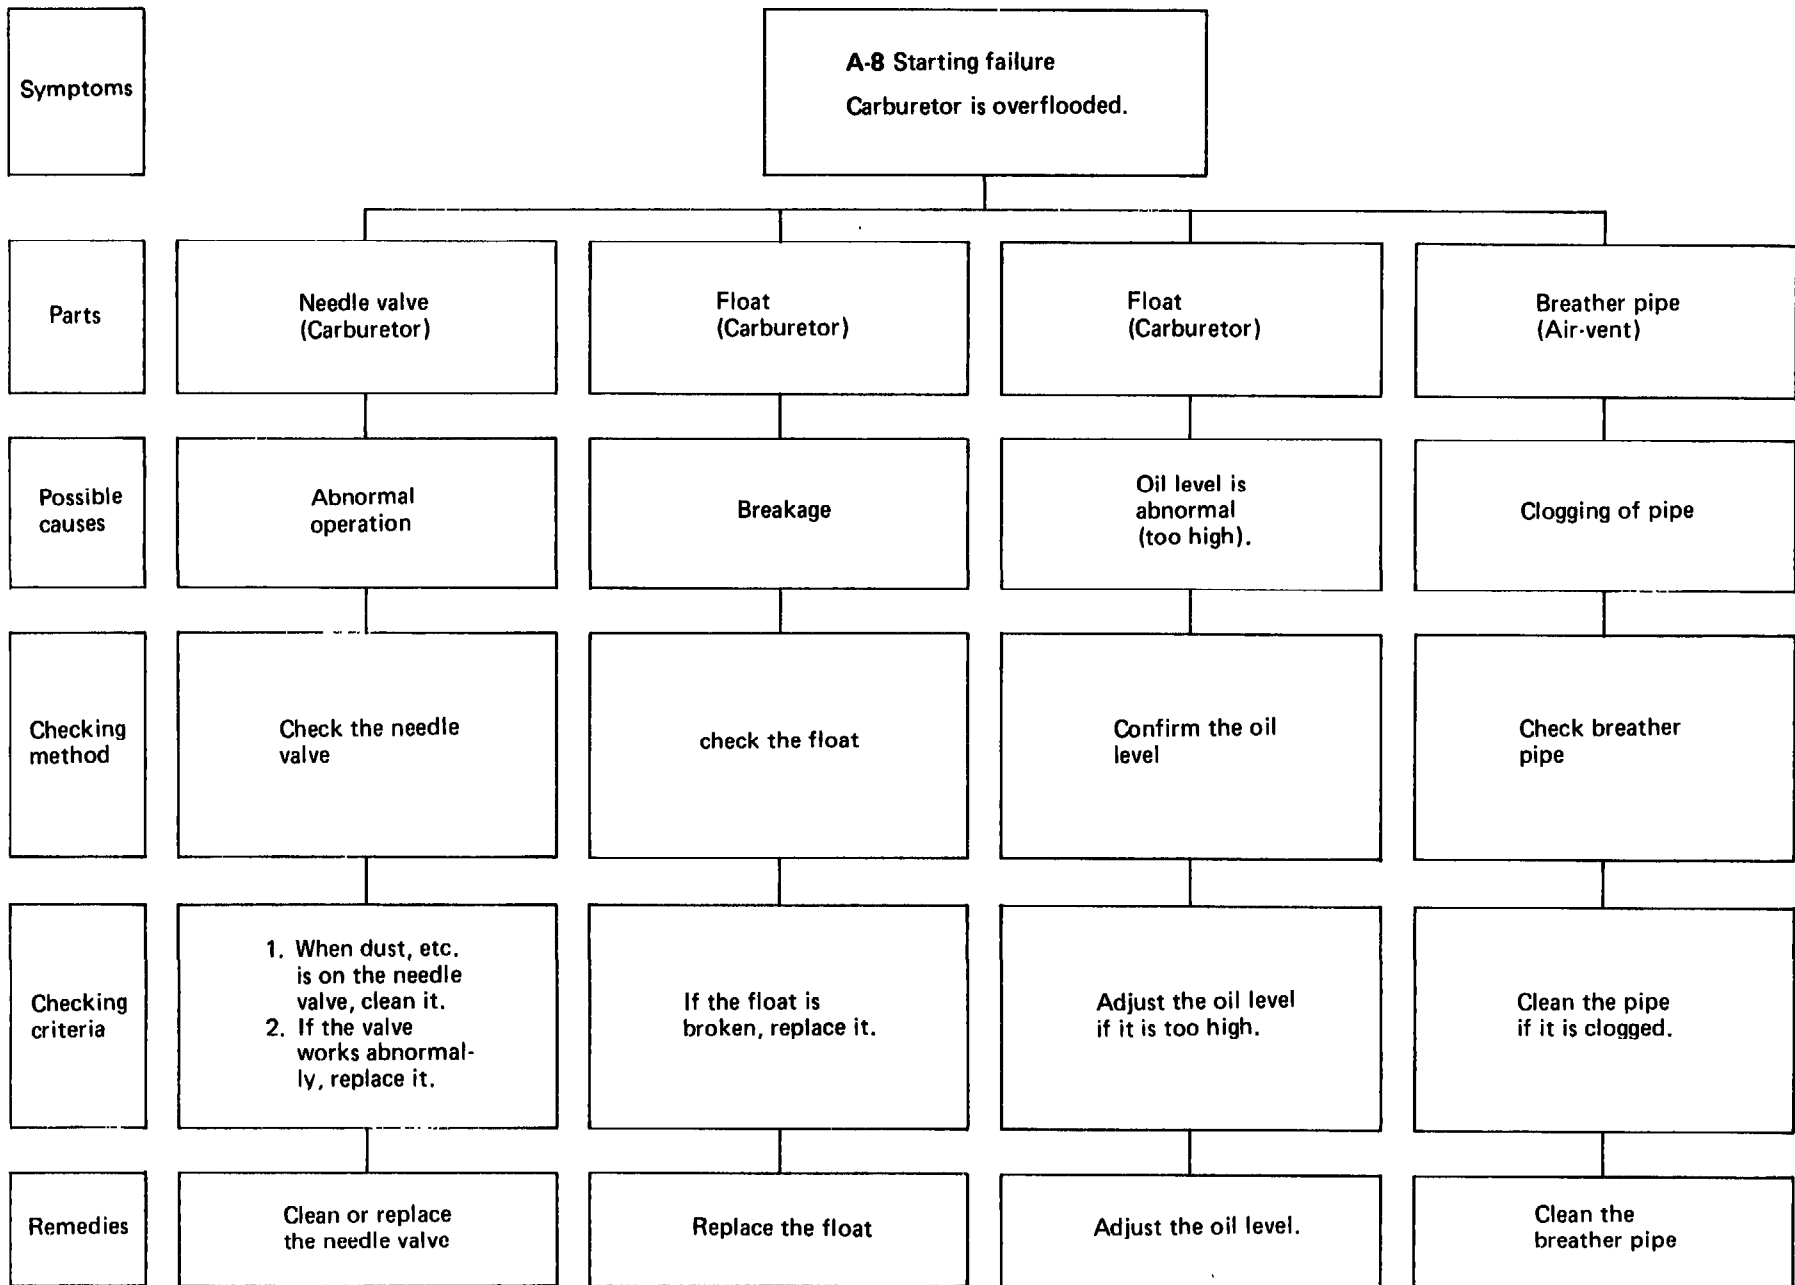 Symptoms
A-8 Starting failure
Carburetor is overflooded.
Parts
Needle valve
(Carburetor)
Float
(Carburetor)
Float
(Carburetor)
Breather pipe
(Air-vent)
Possible
causes
Abnormal
operation
Breakage
Oil level is
abnormal
(too high).
Clogging of pipe
Checking
method
Check the needle
valve
check the float
Confirm the oil
level
Check breather
pipe
Checking
criteria
1. When dust, etc.
is on the needle
valve, clean it.
2. If the valve
works abnormal-
ly, replace it.
If the float is
broken, replace it.
Adjust the oil level
if it is too high.
Clean the pipe
if it is clogged.
Remedies
Clean or replace
the needle valve
Replace the float
Adjust the oil level.
Clean the
breather pipe